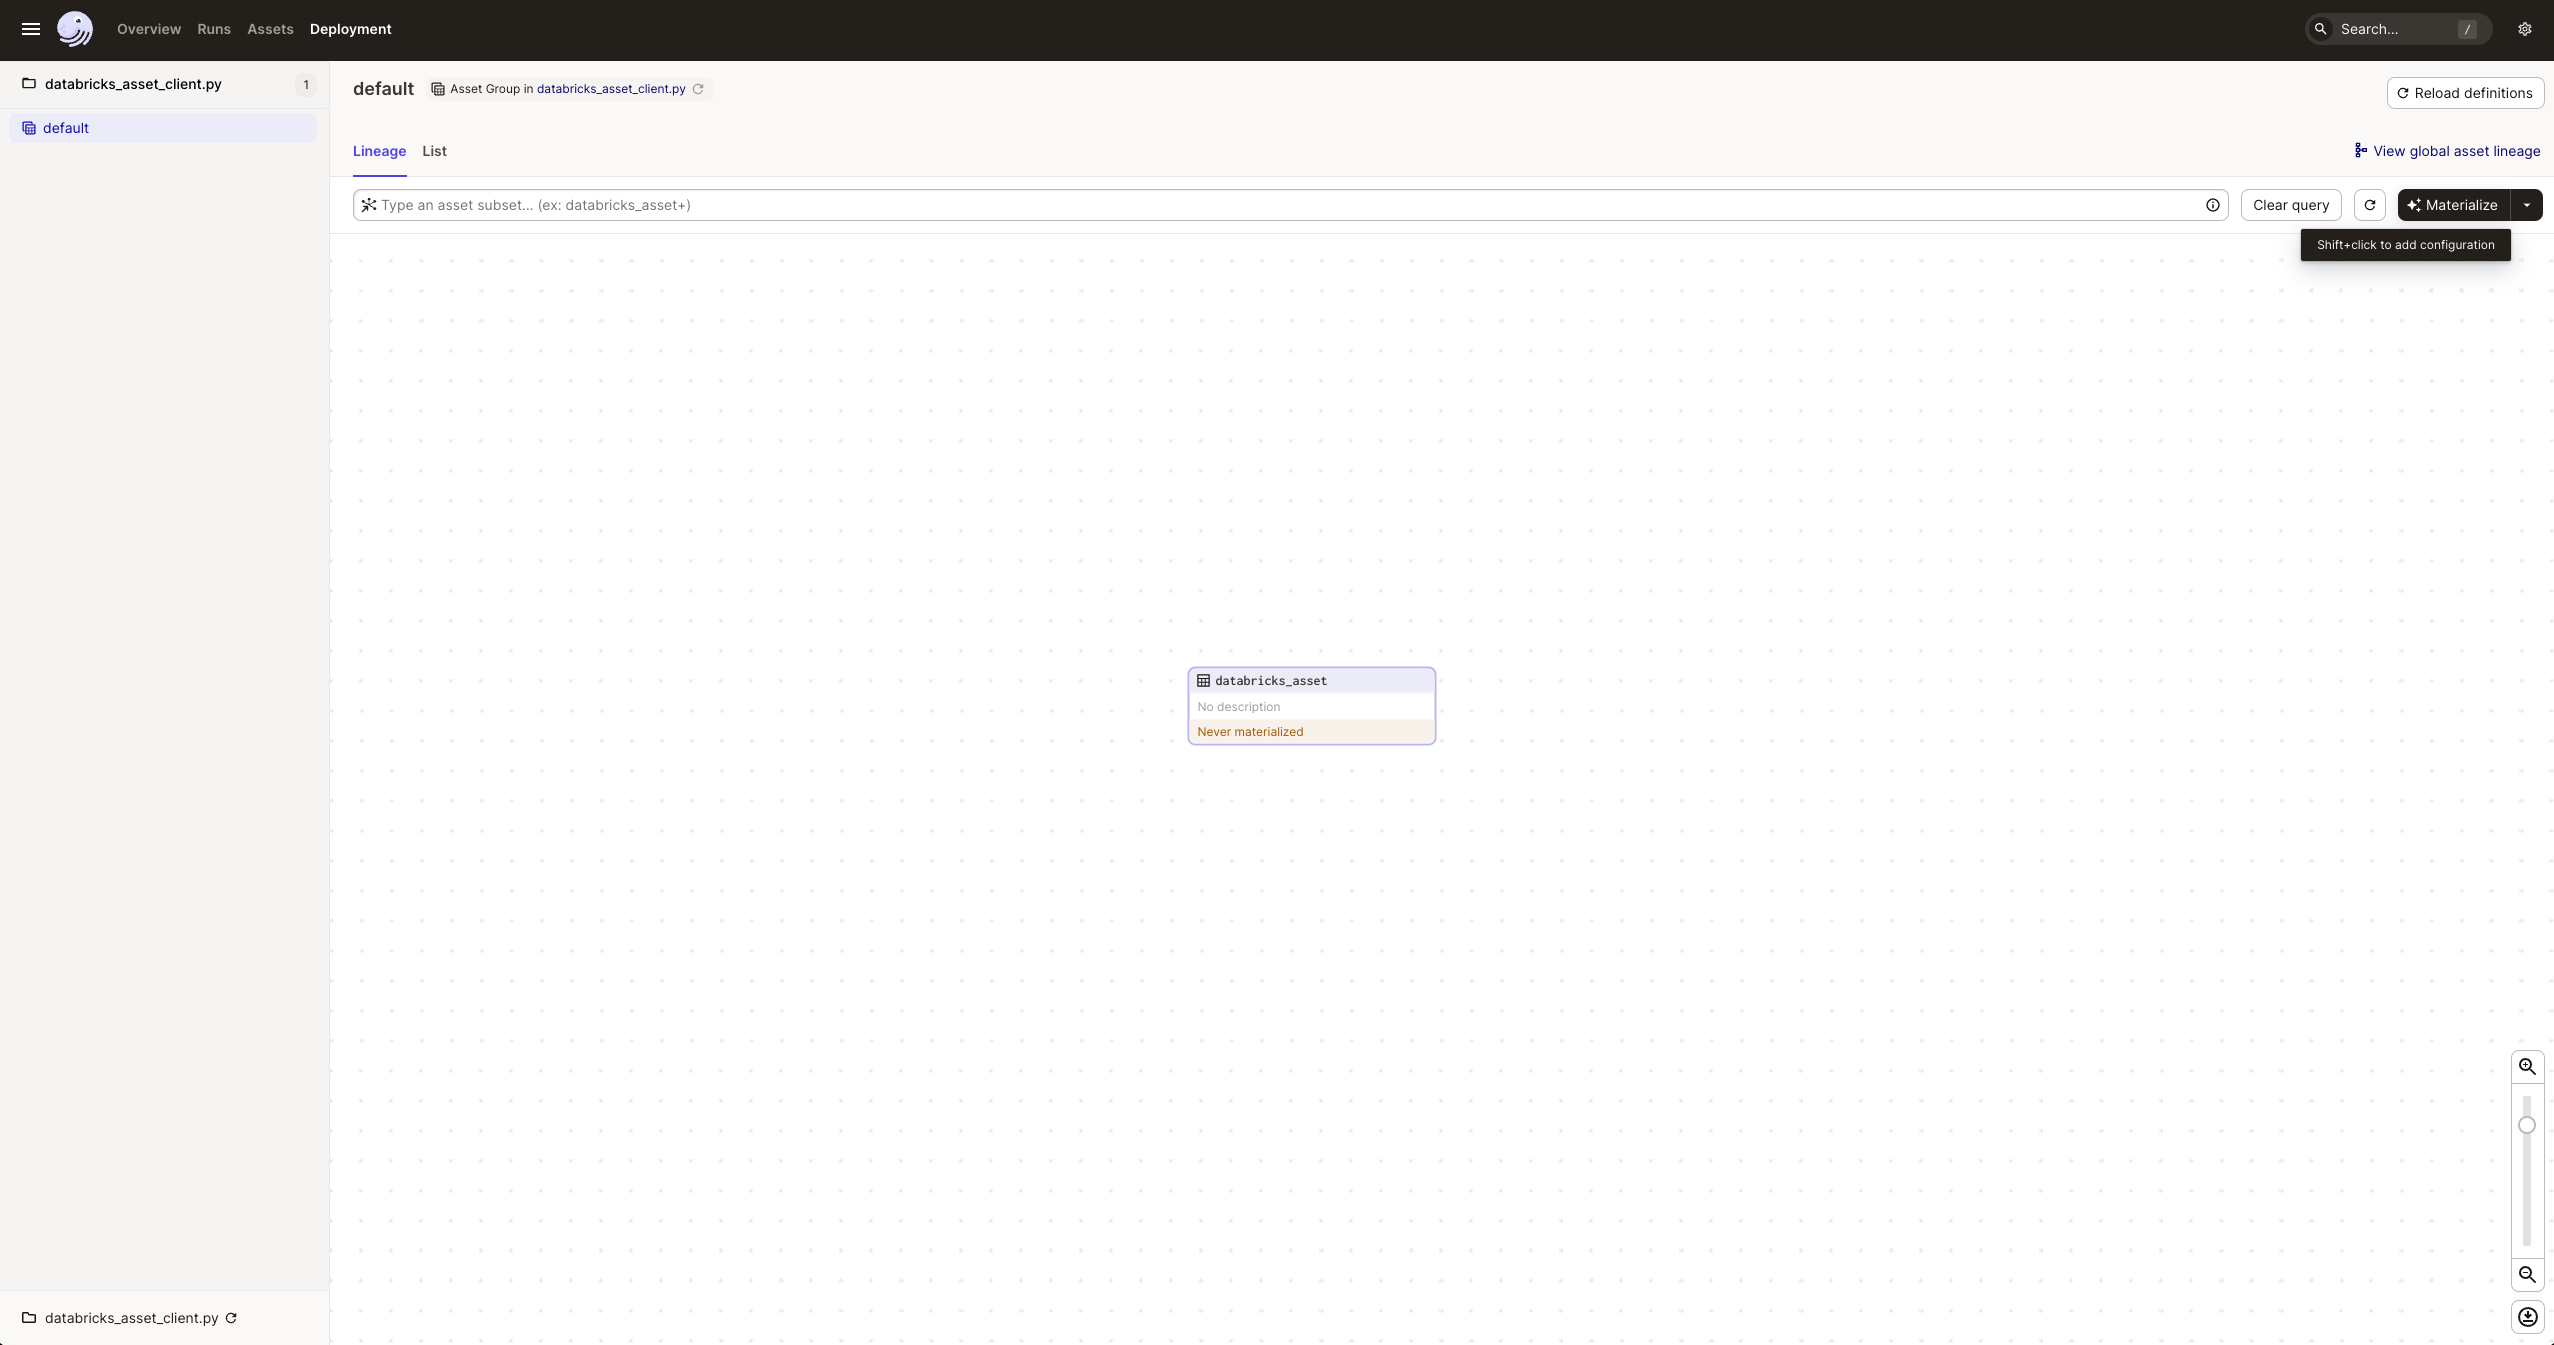 Overview Runs Assets Deployment Search... /
databricks_asset_client.py 1
default
default Asset Group in databricks_asset_client.py
Reload definitions
Lineage List
View global asset lineage
Type an asset subset... (ex: databricks_asset+)
Clear query
Materialize
Shift+click to add configuration
databricks_asset
No description
Never materialized
databricks_asset_client.py